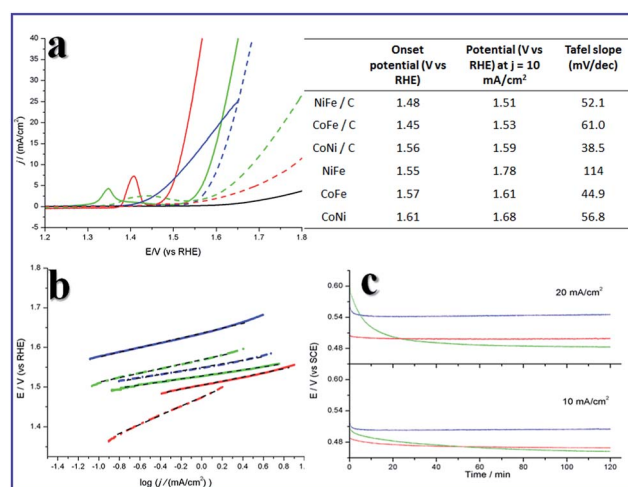 a
j / (mA/cm²)
40
35
30
25
20
15
10
5
0
-5
1.2 1.3 1.4 1.5 1.6 1.7 1.8
E/V (vs RHE)
Onset potential (V vs RHE) Potential (V vs RHE) at j = 10 mA/cm² Tafel slope (mV/dec)
NiFe / C 1.48 1.51 52.1
CoFe / C 1.45 1.53 61.0
CoNi / C 1.56 1.59 38.5
NiFe 1.55 1.78 114
CoFe 1.57 1.61 44.9
CoNi 1.61 1.68 56.8
b
E / V (vs RHE)
1.8
1.7
1.6
1.5
1.4
1.3
-1.4 -1.2 -1.0 -0.8 -0.6 -0.4 -0.2 0.0 0.2 0.4 0.6 0.8 1.
log (j /(mA/cm²) )
c
E / V (vs SCE)
0.60
20 mA/cm²
0.54
0.48
0.60
10 mA/cm²
0.54
0.48
0 20 40 60 80 100 120
Time / min